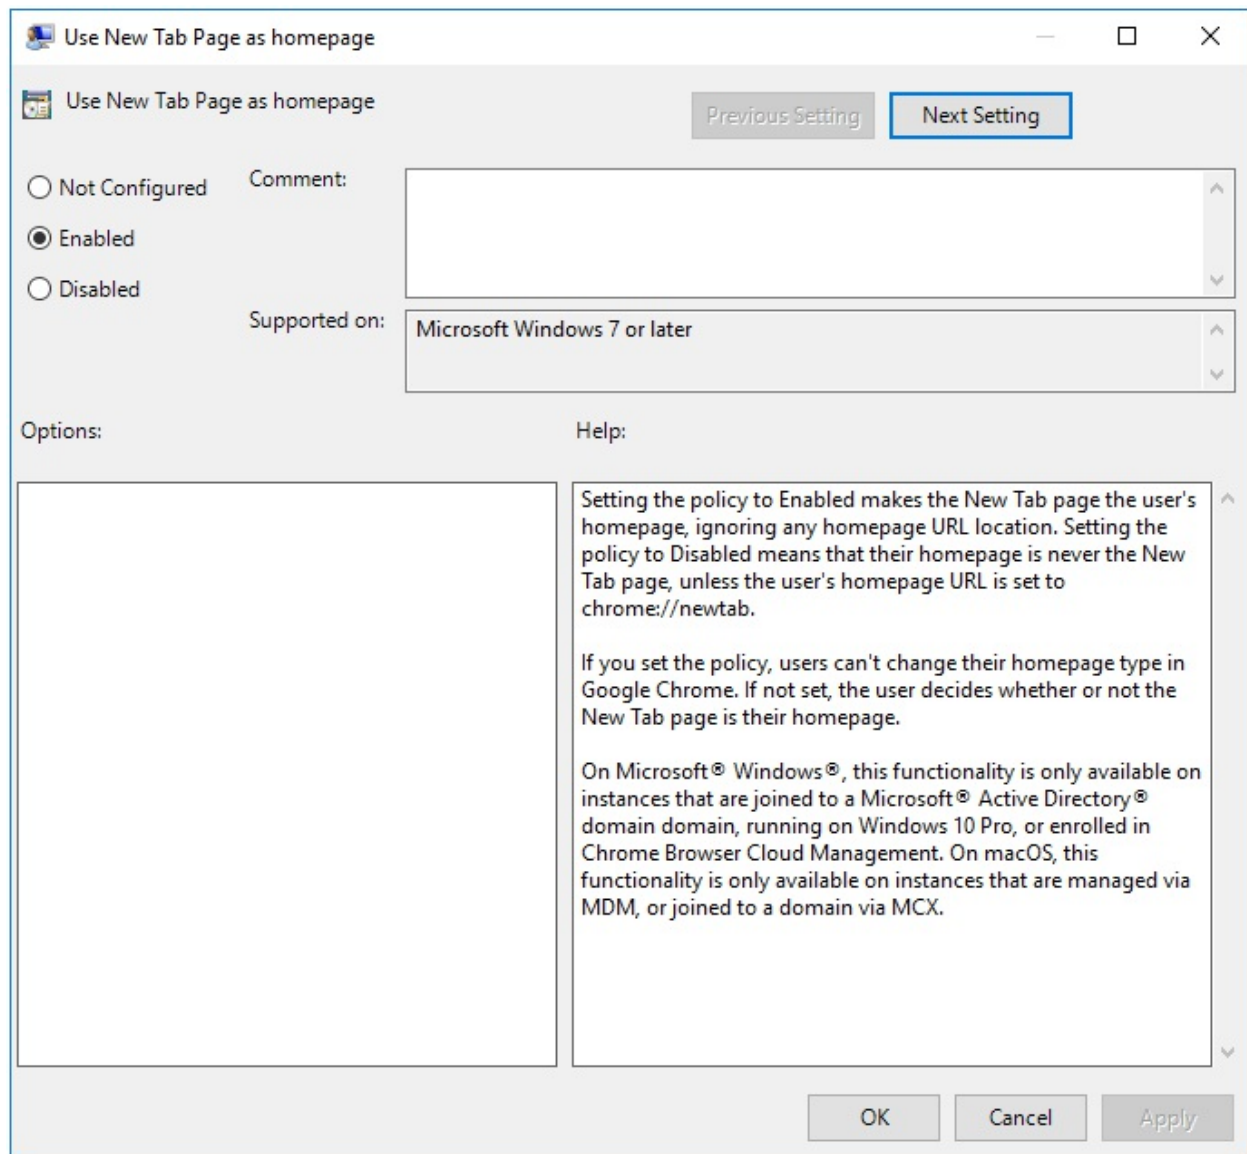 Use New Tab Page as homepage
Use New Tab Page as homepage
Previous Setting
Next Setting
Not Configured
Comment:
Enabled
Disabled
Supported on:
Microsoft Windows 7 or later
Options:
Help:
Setting the policy to Enabled makes the New Tab page the user's
homepage, ignoring any homepage URL location. Setting the
policy to Disabled means that their homepage is never the New
Tab page, unless the user's homepage URL is set to
chrome://newtab.
If you set the policy, users can't change their homepage type in
Google Chrome. If not set, the user decides whether or not the
New Tab page is their homepage.
On Microsoft® Windows®, this functionality is only available on
instances that are joined to a Microsoft® Active Directory®
domain domain, running on Windows 10 Pro, or enrolled in
Chrome Browser Cloud Management. On macOS, this
functionality is only available on instances that are managed via
MDM, or joined to a domain via MCX.
OK
Cancel
Apply